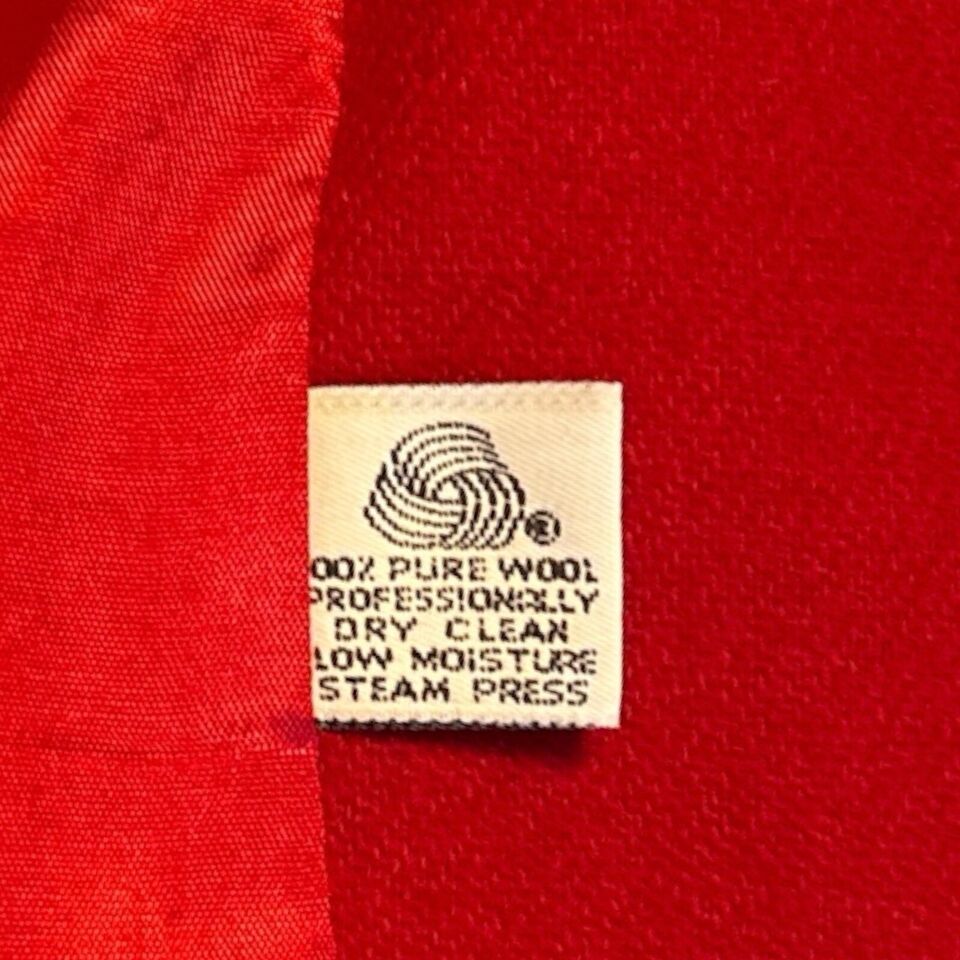 ®
00% PURE WOOL
PROFESSIONALLY
DRY CLEAN
LOW MOISTURE
STEAM PRESS